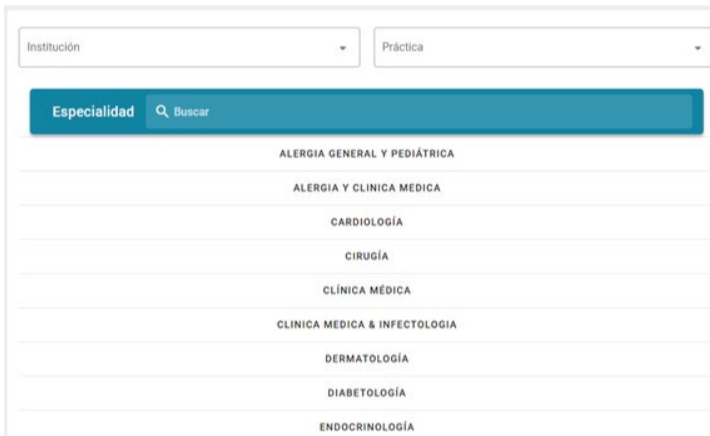 Institución Práctica
Especialidad Buscar
ALERGIA GENERAL Y PEDIÁTRICA
ALERGIA Y CLINICA MEDICA
CARDIOLOGÍA
CIRUGÍA
CLÍNICA MÉDICA
CLINICA MEDICA & INFECTOLOGIA
DERMATOLOGÍA
DIABETOLOGÍA
ENDOCRINOLOGÍA